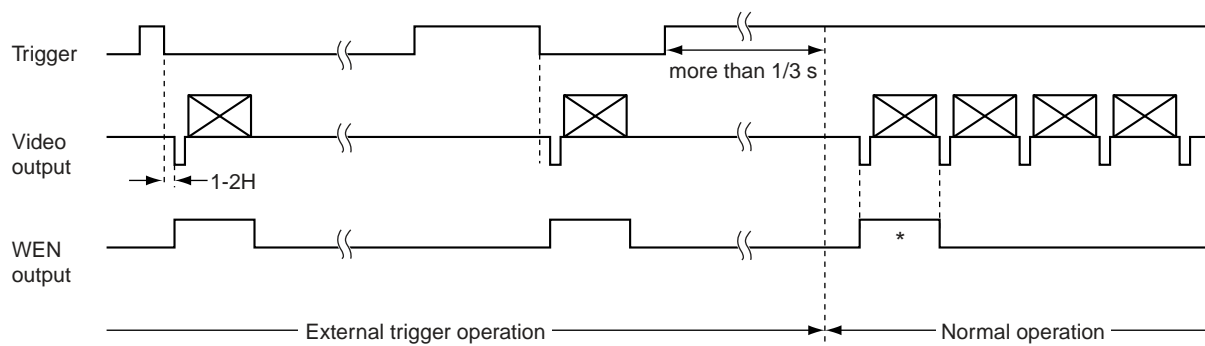 Trigger
more than 1/3 s
Video
output
1-2H
WEN
output
*
External trigger operation
Normal operation